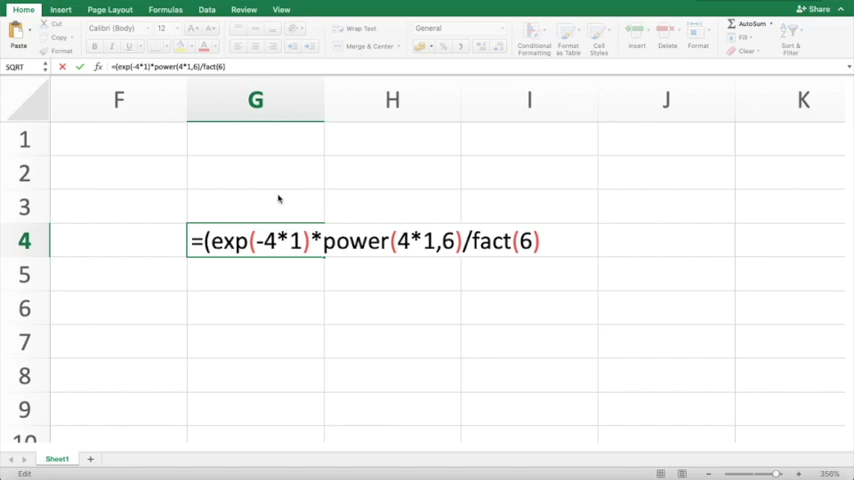 Home Insert Page Layout Formulas Data Review View Share
Cut Calibri (Body) 12 Wrap Text General AutoSum
Copy Fill
Paste Format B I U Merge & Center % Conditional Formatting Format as Table Cell Styles Insert Delete Format Clear Sort & Filter
SQRT fx =(exp(-4*1)*power(4*1,6)/fact(6)
F G H I J K
1
2
3
4 =(exp(-4*1)*power(4*1,6)/fact(6)
5
6
7
8
9
10
Sheet1 +
Edit 356%